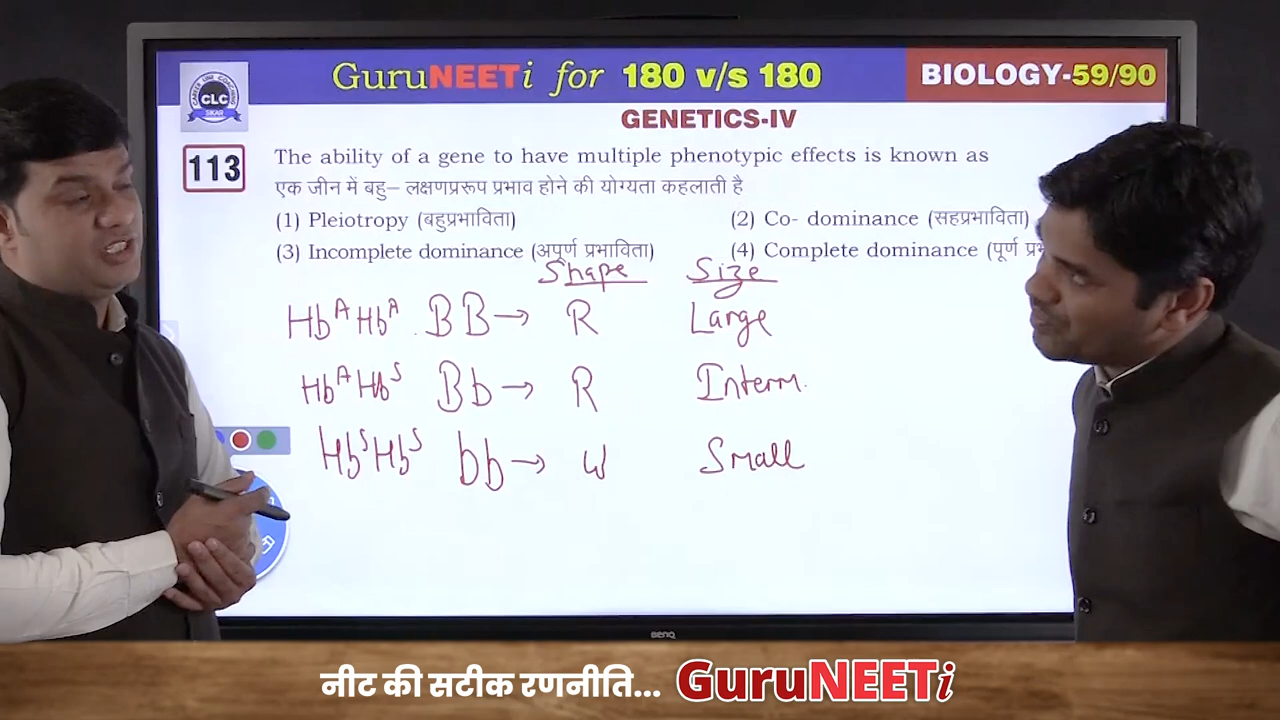 GuruNEETi for 180 v/s 180
BIOLOGY-59/90
CLC
SIKAR
GENETICS-IV
113
The ability of a gene to have multiple phenotypic effects is known as
एक जीन में बहु– लक्षणप्ररूप प्रभाव होने की योग्यता कहलाती है
(1) Pleiotropy (बहुप्रभाविता)
(2) Co- dominance (सहप्रभाविता)
(3) Incomplete dominance (अपूर्ण प्रभाविता)
(4) Complete dominance (पूर्ण
Shape Size
HbᴬHbᴬ BB→ R Large
HbᴬHbˢ Bb→ R Interm.
HbˢHbˢ bb→ W Small
BENQ
नीट की सटीक रणनीति... GuruNEETi